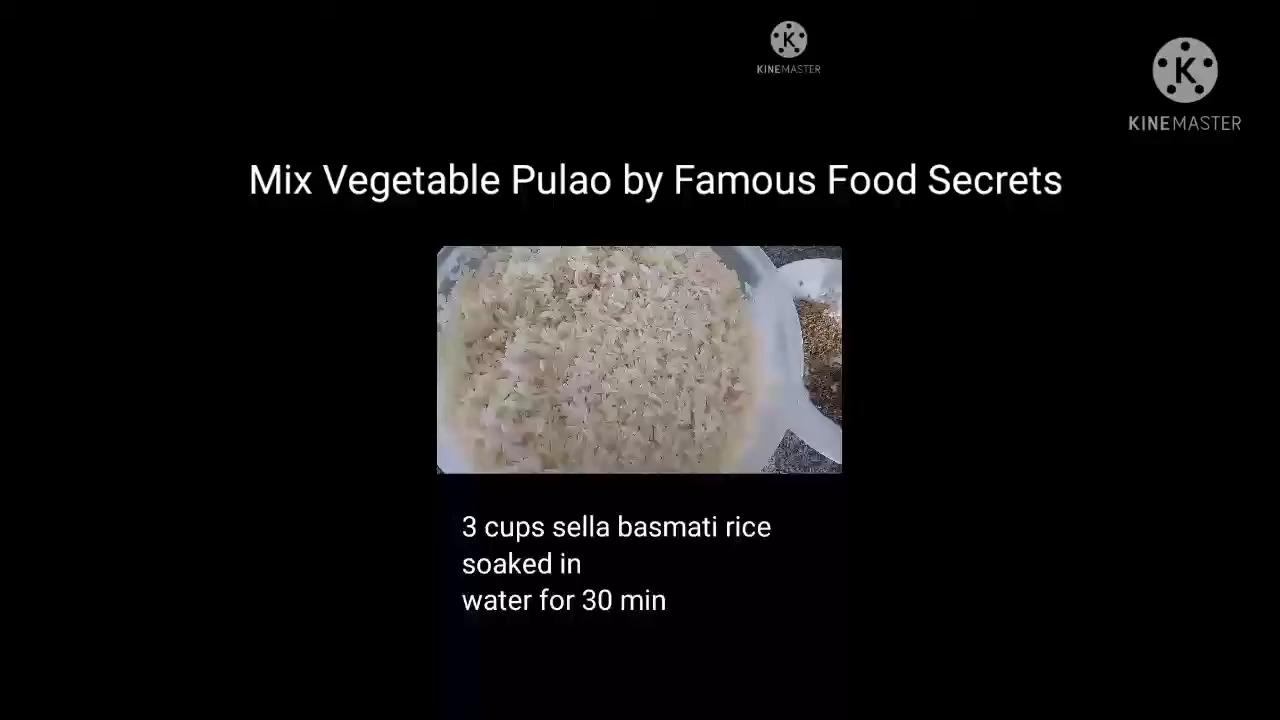 KINEMASTER
KINEMASTER
Mix Vegetable Pulao by Famous Food Secrets
3 cups sella basmati rice
soaked in
water for 30 min